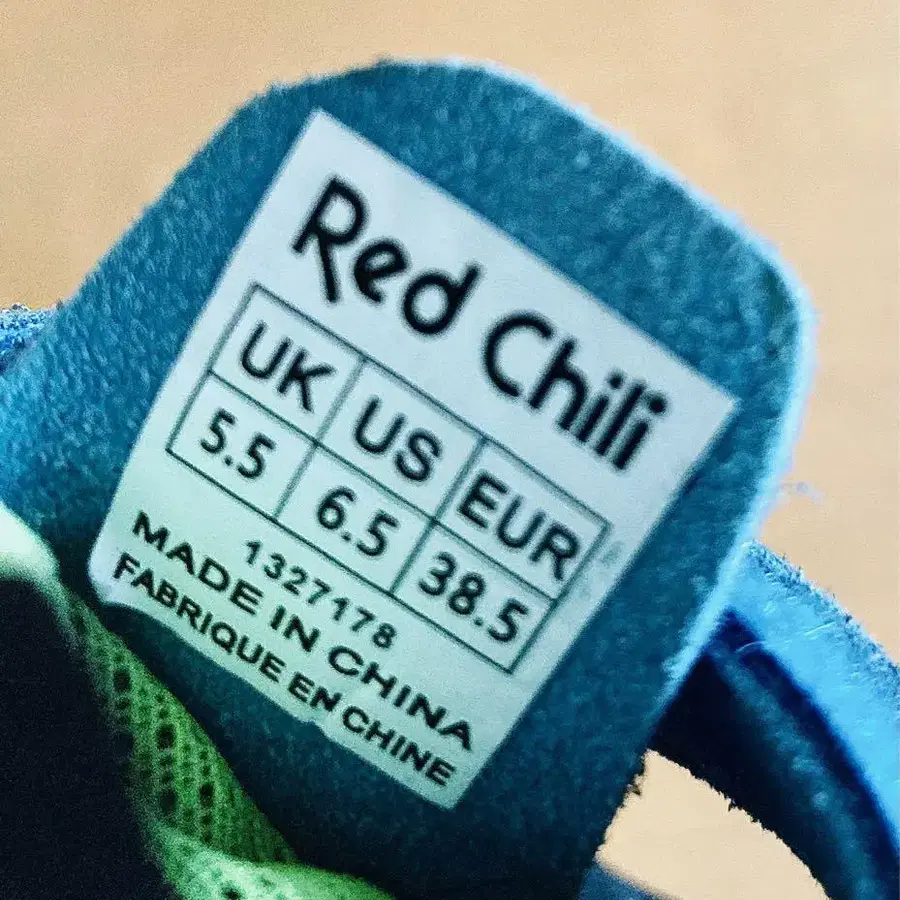 Red Chili
UK US EUR
5.5 6.5 38.5
1327178
MADE IN CHINA
FABRIQUE EN CHINE